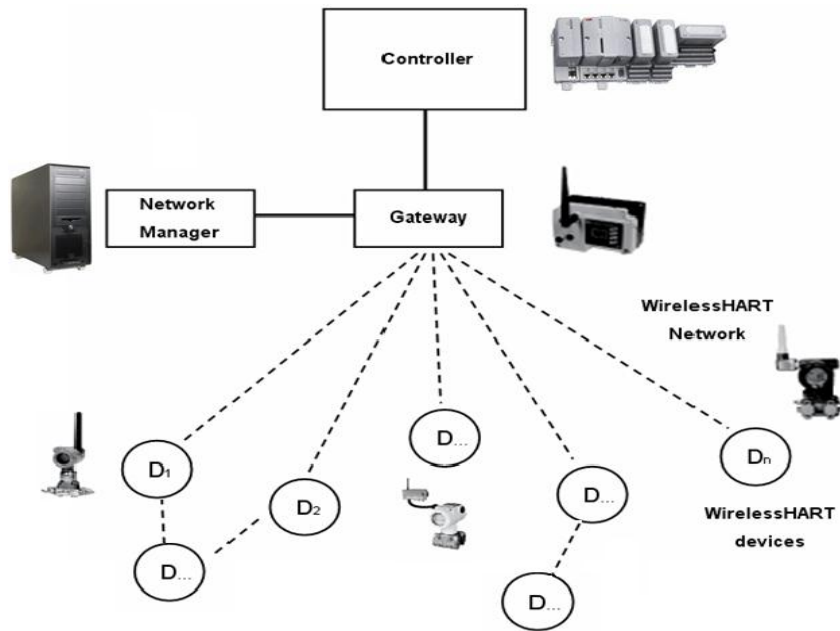 Controller
Network
Manager
Gateway
WirelessHART
Network
D...
D1
Dn
D...
D2
WirelessHART
devices
D...
D...